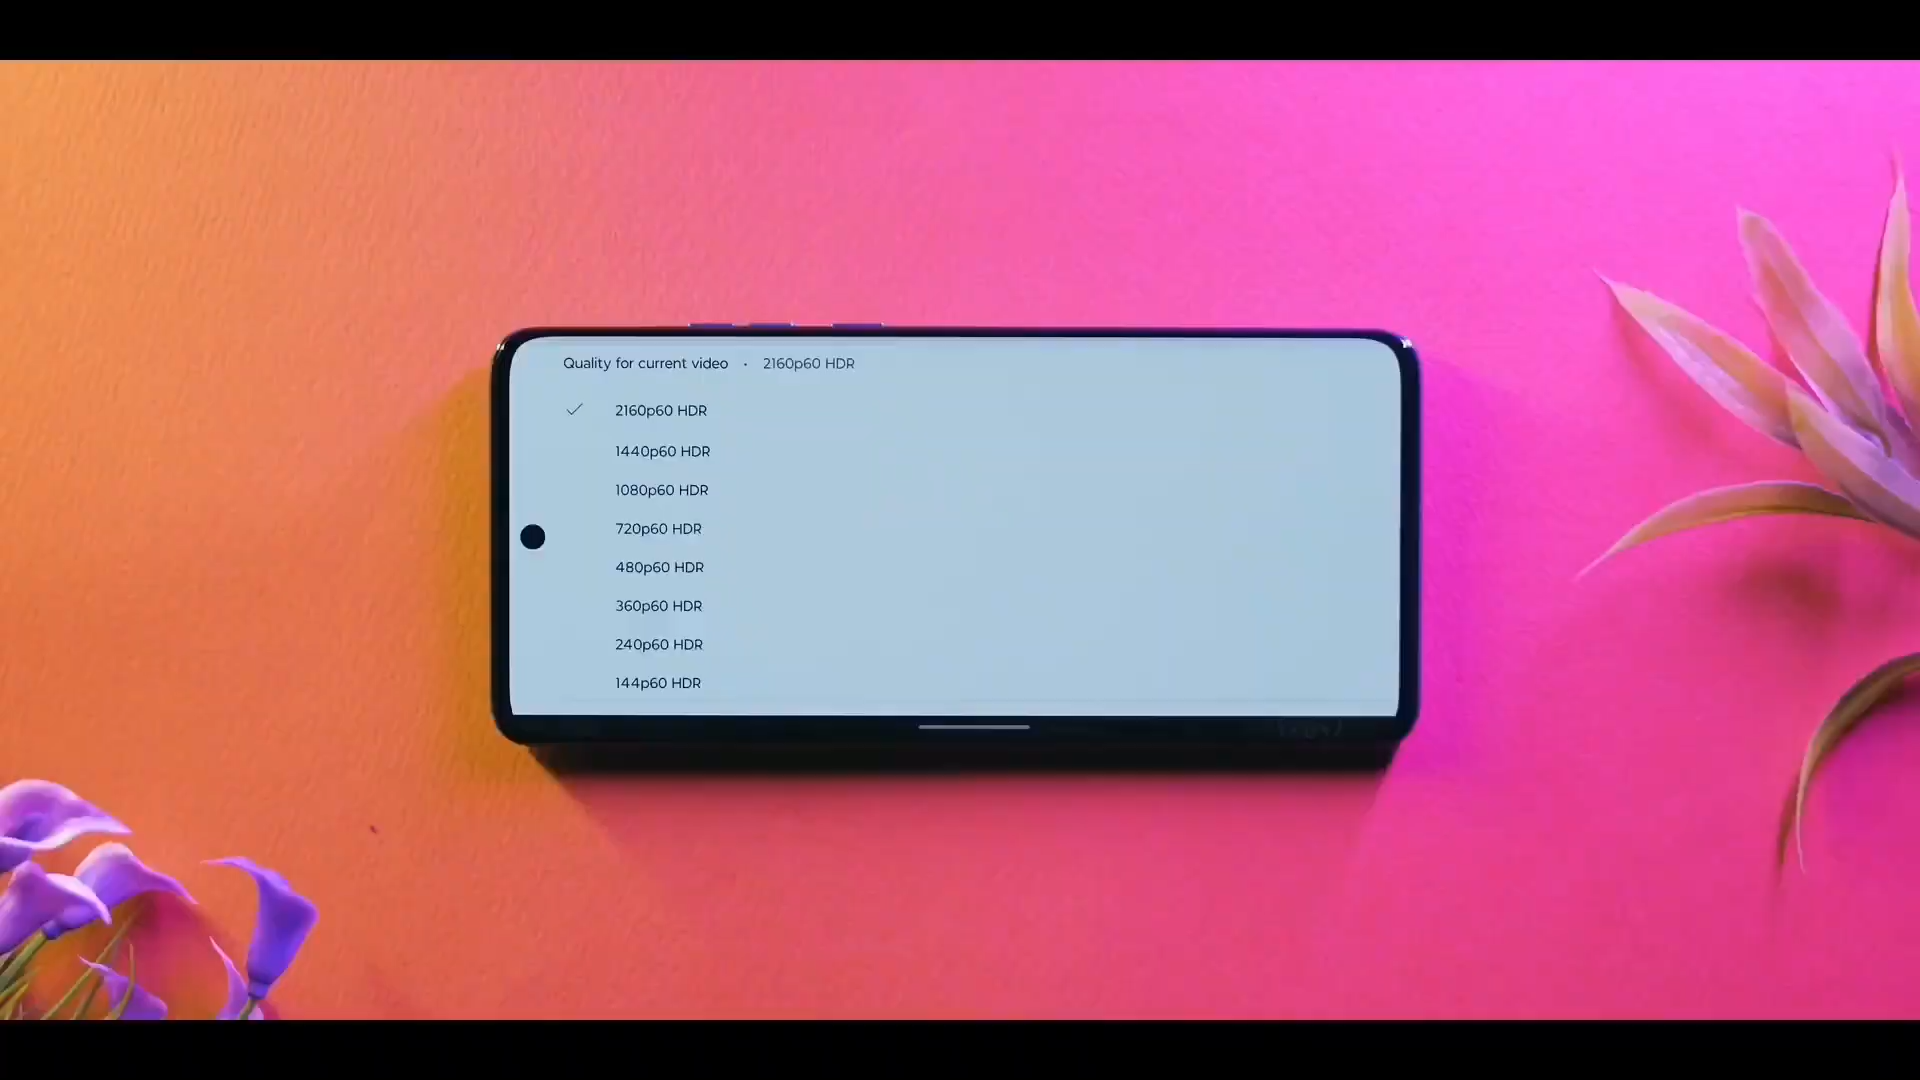 Quality for current video • 2160p60 HDR
2160p60 HDR
1440p60 HDR
1080p60 HDR
720p60 HDR
480p60 HDR
360p60 HDR
240p60 HDR
144p60 HDR